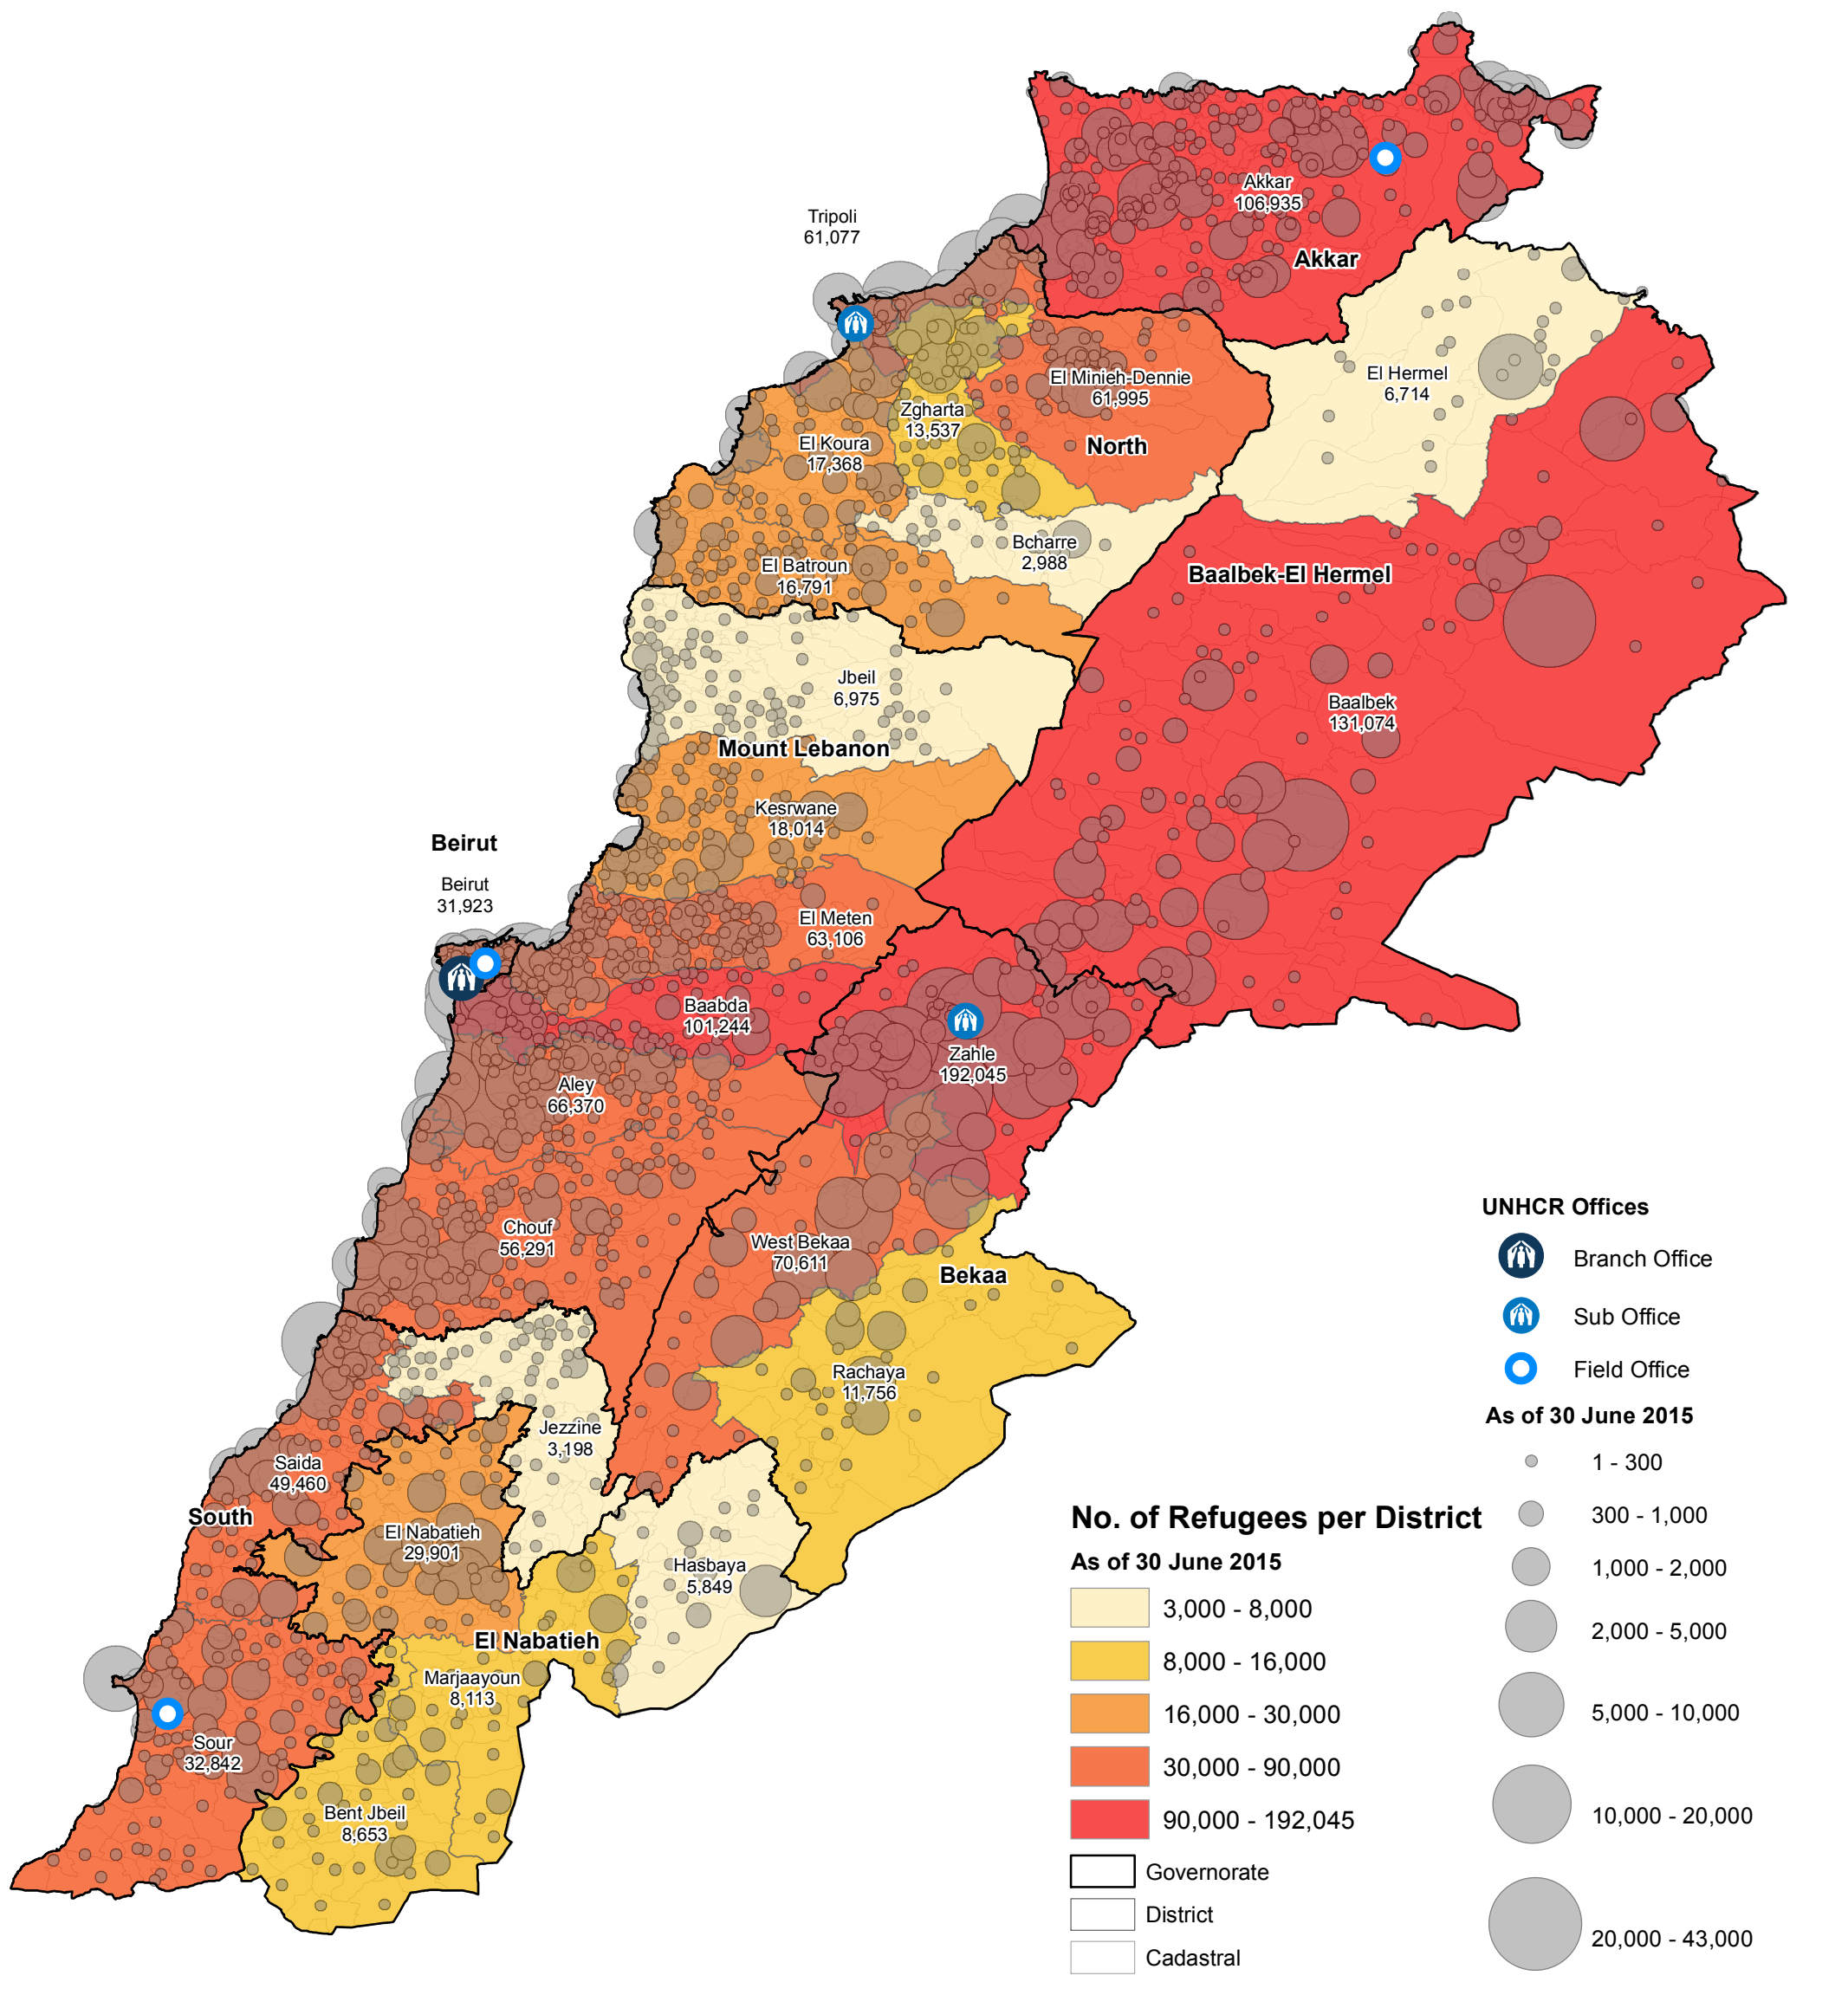 Tripoli
61,077
Akkar
106,935
Akkar
El Hermel
6,714
El Minieh-Dennie
61,995
Zgharta
13,537
El Koura
17,368
North
Bcharre
2,988
El Batroun
16,791
Baalbek-El Hermel
Jbeil
6,975
Baalbek
131,074
Mount Lebanon
Kesrwane
18,014
Beirut
Beirut
31,923
El Meten
63,106
Baabda
101,244
Zahle
192,045
Aley
66,370
Chouf
56,291
West Bekaa
70,611
Bekaa
Rachaya
11,756
Jezzine
3,198
Saida
49,460
South
El Nabatieh
29,901
Hasbaya
5,849
El Nabatieh
Marjaayoun
8,113
Sour
32,842
Bent Jbeil
8,653
UNHCR Offices
Branch Office
Sub Office
Field Office
As of 30 June 2015
1 - 300
300 - 1,000
1,000 - 2,000
2,000 - 5,000
5,000 - 10,000
10,000 - 20,000
20,000 - 43,000
No. of Refugees per District
As of 30 June 2015
3,000 - 8,000
8,000 - 16,000
16,000 - 30,000
30,000 - 90,000
90,000 - 192,045
Governorate
District
Cadastral